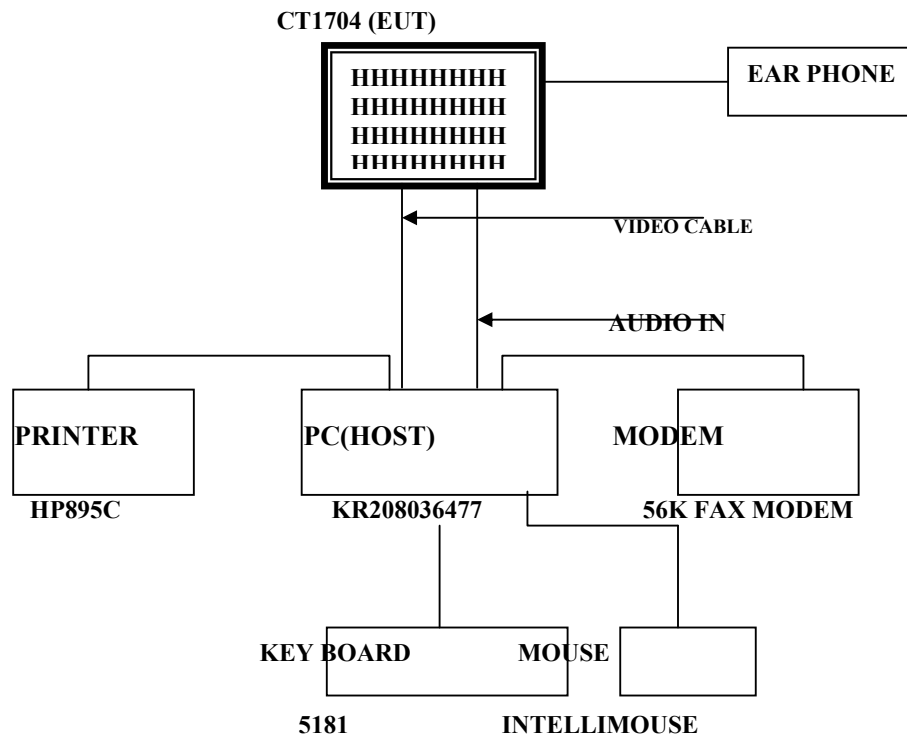 CT1704 (EUT)
HHHHHHHH
HHHHHHHH
HHHHHHHH
HHHHHHHH
EAR PHONE
VIDEO CABLE
AUDIO IN
PRINTER
PC(HOST)
MODEM
HP895C
KR208036477
56K FAX MODEM
KEY BOARD
MOUSE
5181
INTELLIMOUSE